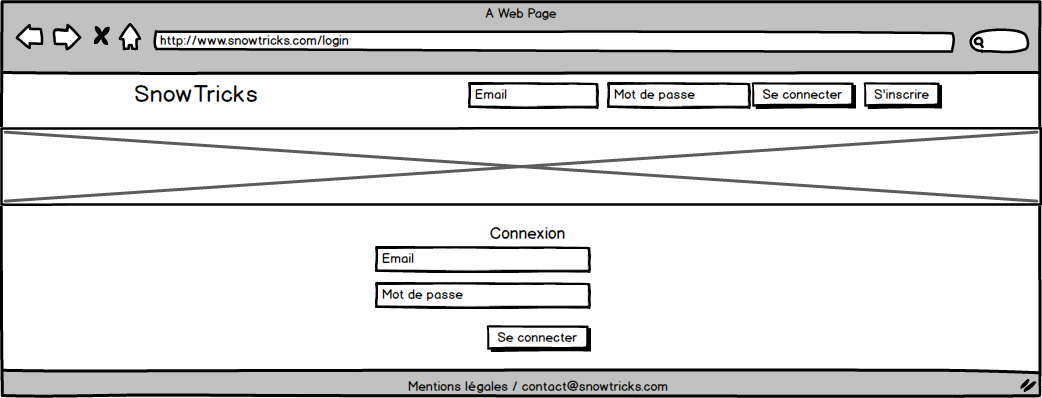 A Web Page
http://www.snowtricks.com/login
SnowTricks Email Mot de passe Se connecter S'inscrire
Connexion
Email
Mot de passe
Se connecter
Mentions légales / contact@snowtricks.com